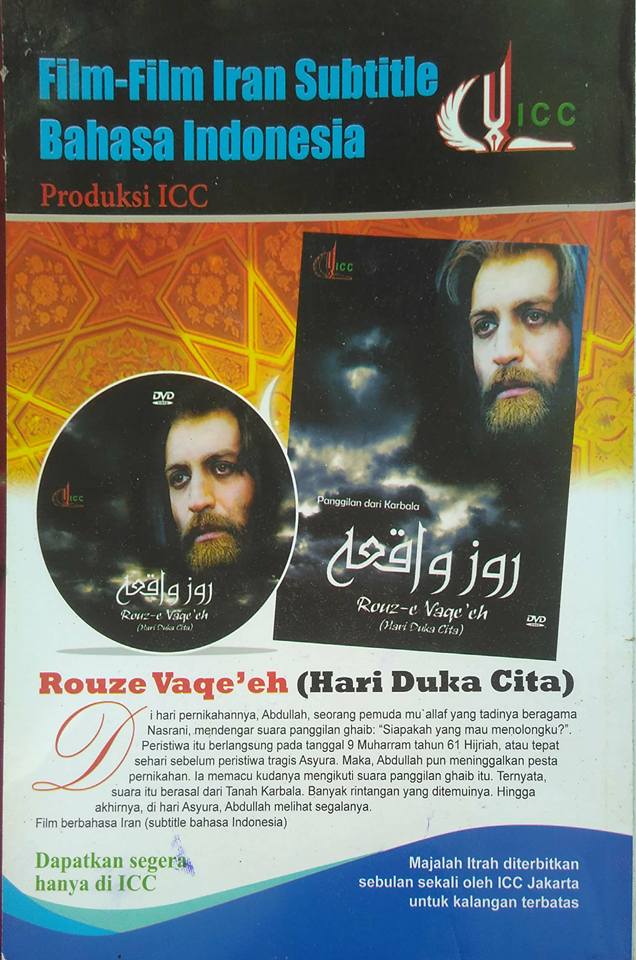 Film-Film Iran Subtitle
Bahasa Indonesia
Produksi ICC
ICC
ICC
Panggilan dari Karbala
روز واقعه
Rouz-e Vaqe'eh
(Hari Duka Cita)
DVD
DVD
VIDEO
ICC
روز واقعه
Rouz-e Vaqe'eh
(Hari Duka Cita)
Rouze Vaqe'eh (Hari Duka Cita)
Di hari pernikahannya, Abdullah, seorang pemuda mu`allaf yang tadinya beragama
Nasrani, mendengar suara panggilan ghaib: “Siapakah yang mau menolongku?”.
Peristiwa itu berlangsung pada tanggal 9 Muharram tahun 61 Hijriah, atau tepat
sehari sebelum peristiwa tragis Asyura. Maka, Abdullah pun meninggalkan pesta
pernikahan. Ia memacu kudanya mengikuti suara panggilan ghaib itu. Ternyata,
suara itu berasal dari Tanah Karbala. Banyak rintangan yang ditemuinya. Hingga
akhirnya, di hari Asyura, Abdullah melihat segalanya.
Film berbahasa Iran (subtitle bahasa Indonesia)
Dapatkan segera
hanya di ICC
Majalah Itrah diterbitkan
sebulan sekali oleh ICC Jakarta
untuk kalangan terbatas